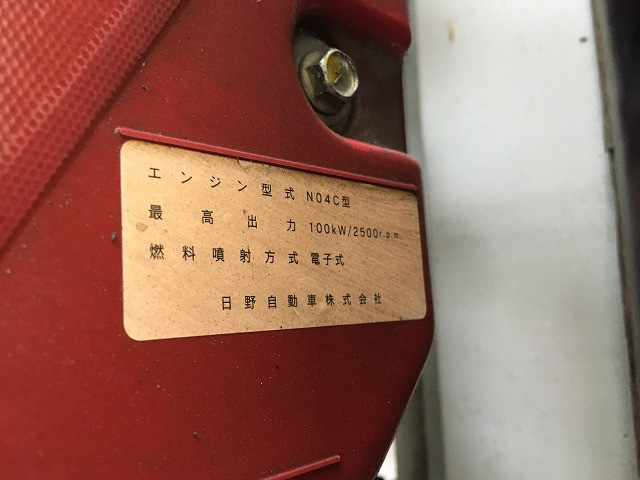 エンジン型式 N04C型
最高出力 100kW/2500r.p.m.
燃料噴射方式 電子式
日野自動車株式会社